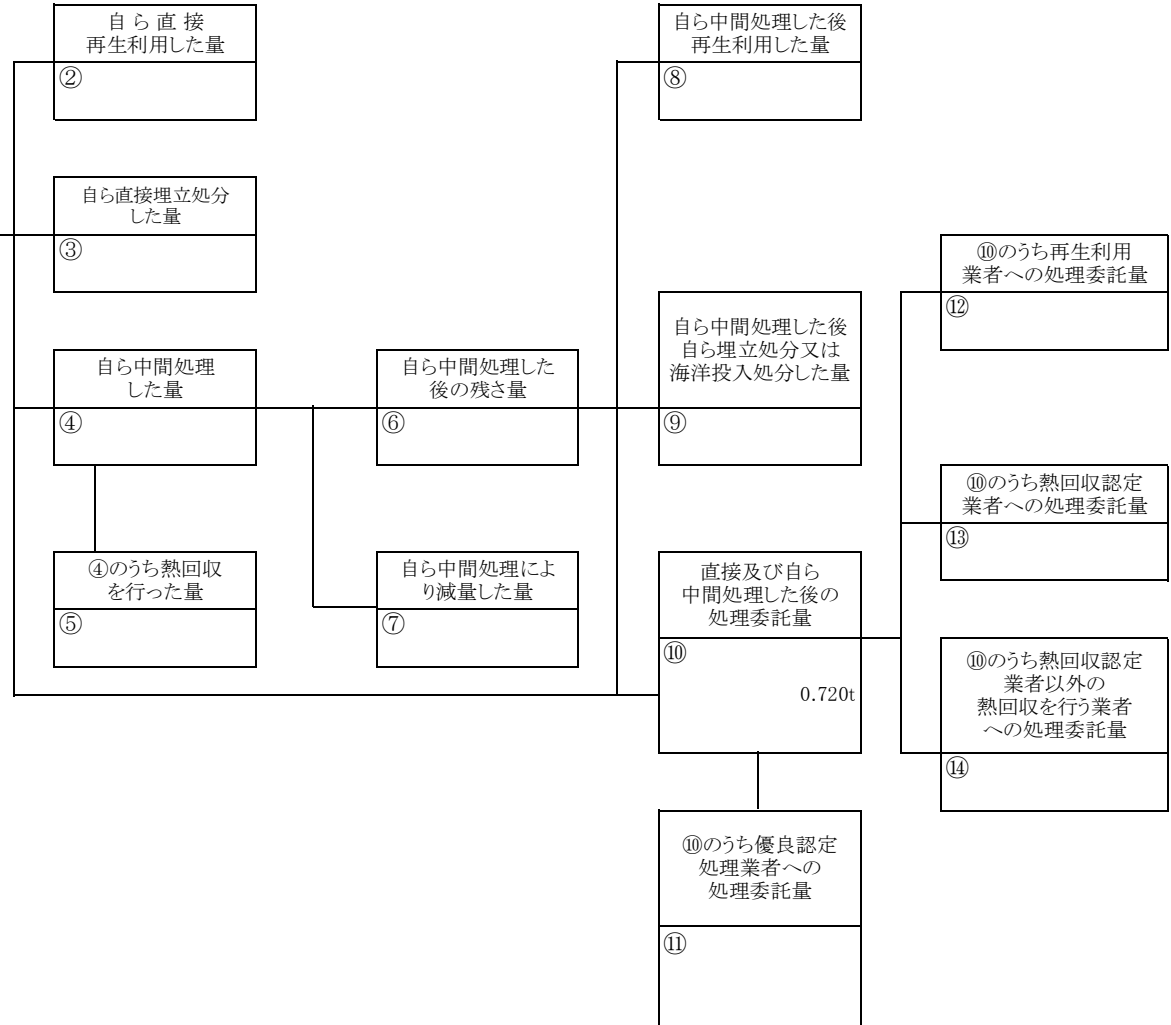 自ら直接
再生利用した量
②
自ら直接埋立処分
した量
③
自ら中間処理
した量
④
④のうち熱回収
を行った量
⑤
自ら中間処理した
後の残さ量
⑥
自ら中間処理によ
り減量した量
⑦
自ら中間処理した後
再生利用した量
⑧
自ら中間処理した後
自ら埋立処分又は
海洋投入処分した量
⑨
直接及び自ら
中間処理した後の
処理委託量
⑩
0.720t
⑩のうち優良認定
処理業者への
処理委託量
⑪
⑩のうち再生利用
業者への処理委託量
⑫
⑩のうち熱回収認定
業者への処理委託量
⑬
⑩のうち熱回収認定
業者以外の
熱回収を行う業者
への処理委託量
⑭